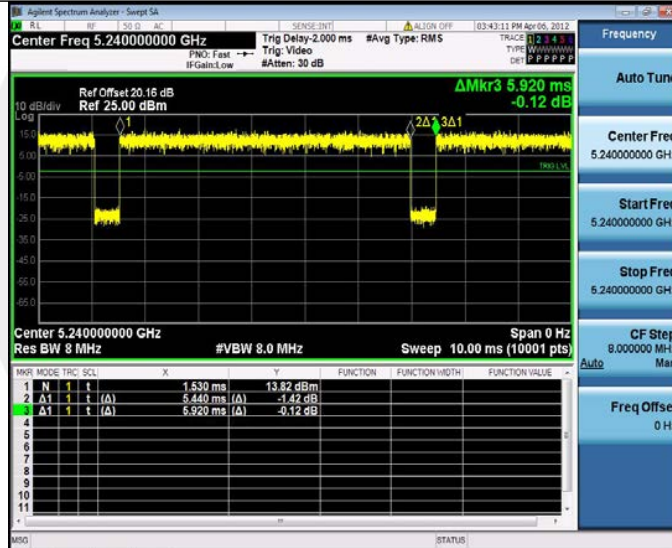 Agilent Spectrum Analyzer - Swept SA
RL RF 50 Ω AC SENSE:INT ALIGN OFF 03:43:11 PM Apr 06, 2012
Center Freq 5.240000000 GHz
PNO: Fast
IFGain:Low
Trig Delay-2.000 ms
Trig: Video
#Atten: 30 dB
#Avg Type: RMS
TRACE 1 2 3 4 5 6
TYPE WWWWWW
DET P P P P P P
Ref Offset 20.16 dB
Ref 25.00 dBm
10 dB/div
Log
ΔMkr3 5.920 ms
-0.12 dB
1
3Δ1
15.0
5.00
-5.00
-15.0
-25.0
-35.0
-45.0
-55.0
-65.0
TRIG LVL
Center 5.240000000 GHz Span 0 Hz
Res BW 8 MHz #VBW 8.0 MHz Sweep 10.00 ms (10001 pts)
MKR MODE TRC SCL X Y FUNCTION FUNCTION WIDTH FUNCTION VALUE
1 N 1 t 1.530 ms 13.82 dBm
2 Δ1 1 t (Δ) 5.440 ms (Δ) -1.42 dB
3 Δ1 1 t (Δ) 5.920 ms (Δ) -0.12 dB
4
5
6
7
8
9
10
11
MSG STATUS
Frequency
Auto Tune
Center Freq
5.240000000 GH
Start Freq
5.240000000 GH
Stop Freq
5.240000000 GH
CF Step
8.000000 MH
Auto Man
Freq Offse
0 H